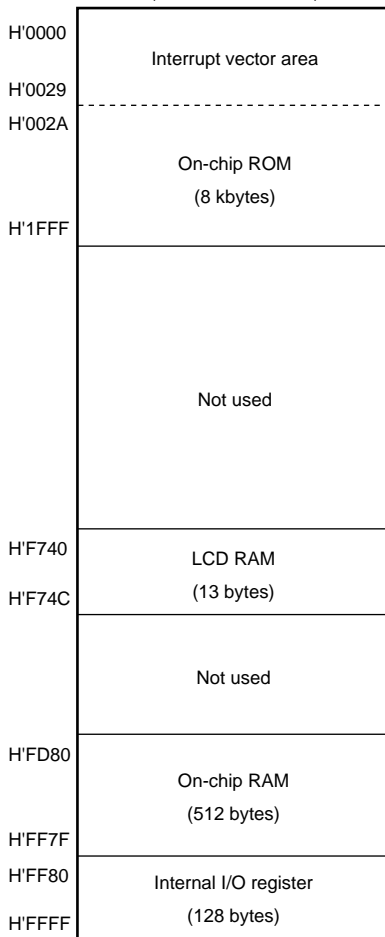 H'0000
Interrupt vector area
H'0029
H'002A
On-chip ROM
(8 kbytes)
H'1FFF
Not used
H'F740
LCD RAM
(13 bytes)
H'F74C
Not used
H'FD80
On-chip RAM
(512 bytes)
H'FF7F
H'FF80
Internal I/O register
(128 bytes)
H'FFFF